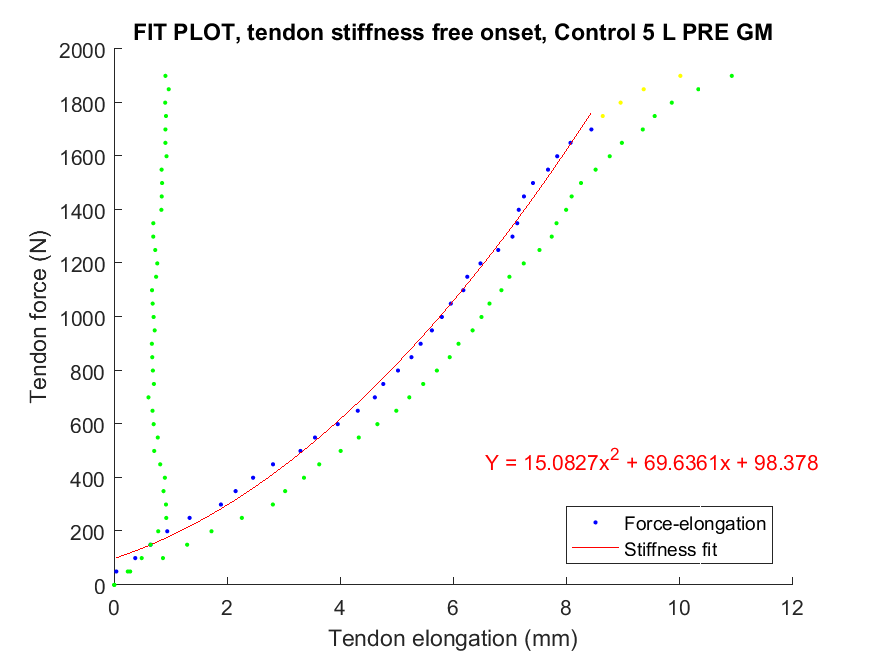 FIT PLOT, tendon stiffness free onset, Control 5 L PRE GM
2000
1800
1600
1400
1200
1000
800
600
400
200
0
Tendon force (N)
Y = 15.0827x² + 69.6361x + 98.378
Force-elongation
Stiffness fit
0 2 4 6 8 10 12
Tendon elongation (mm)